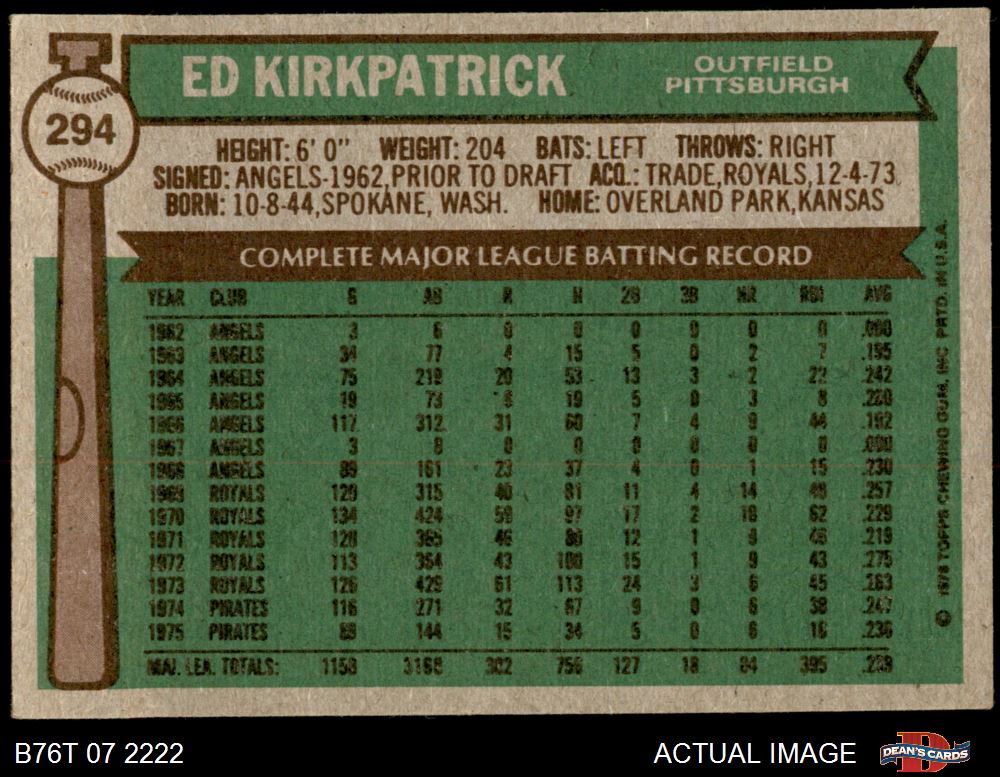 ED KIRKPATRICK
OUTFIELD
PITTSBURGH
294
HEIGHT: 6' 0" WEIGHT: 204 BATS: LEFT THROWS: RIGHT
SIGNED: ANGELS-1962, PRIOR TO DRAFT ACQ.: TRADE, ROYALS, 12-4-73
BORN: 10-8-44, SPOKANE, WASH. HOME: OVERLAND PARK, KANSAS
COMPLETE MAJOR LEAGUE BATTING RECORD
YEAR CLUB G AB R H 2B 3B HR RBI AVG
1962 ANGELS 3 6 0 0 0 0 0 0 .000
1963 ANGELS 34 77 4 15 5 0 2 7 .195
1964 ANGELS 75 219 20 53 13 3 2 22 .242
1965 ANGELS 19 73 19 5 0 3 8 .260
1966 ANGELS 117 312 31 60 7 4 9 44 .192
1967 ANGELS 3 8 0 0 0 0 0 0 .000
1968 ANGELS 89 161 23 37 4 0 1 15 .230
1969 ROYALS 120 315 40 81 11 4 14 49 .257
1970 ROYALS 134 424 59 97 17 2 18 62 .229
1971 ROYALS 120 365 46 80 12 1 9 46 .219
1972 ROYALS 113 364 43 100 15 1 9 43 .275
1973 ROYALS 126 429 61 113 24 3 6 45 .263
1974 PIRATES 116 271 32 67 9 0 6 38 .247
1975 PIRATES 89 144 15 34 5 0 6 16 .236
MAJ. LEA. TOTALS: 1158 3168 756 127 18 84 395 .239
© 1976 TOPPS CHEWING GUM, INC PRTD. IN U.S.A.
B76T 07 2222
ACTUAL IMAGE
D
DEAN'S CARDS